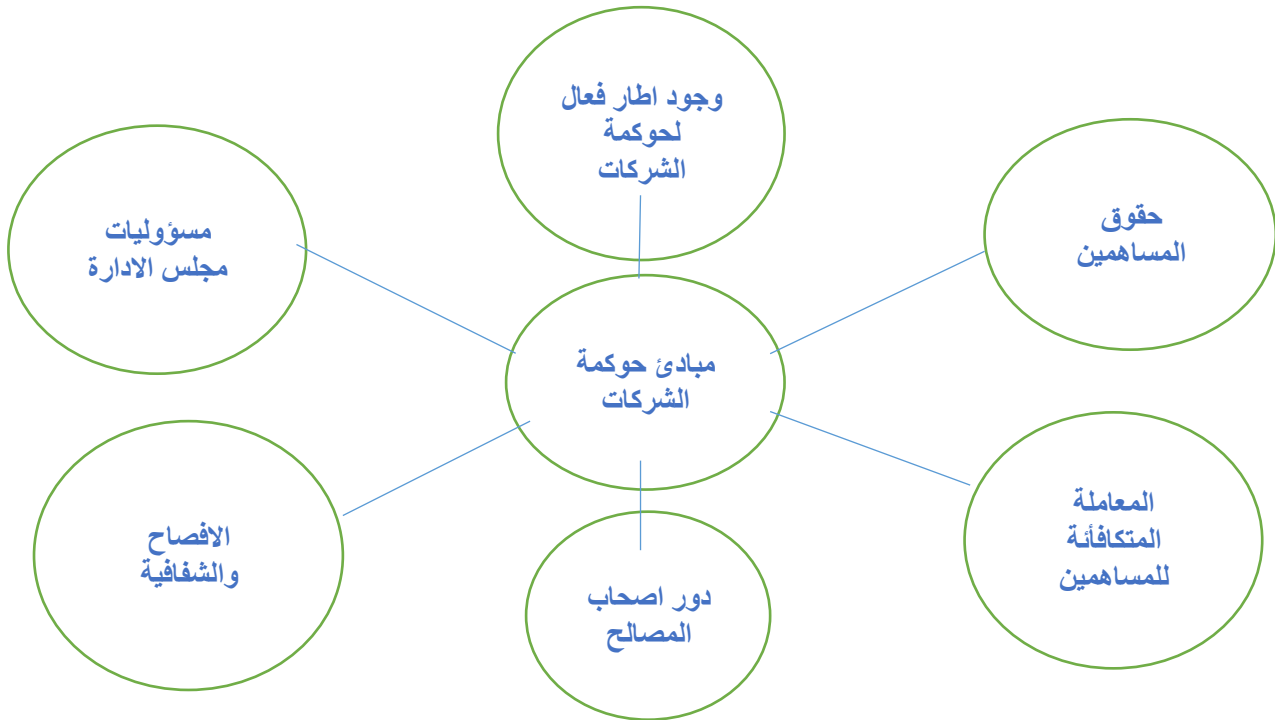 وجود اطار فعال
لحوكمة
الشركات
حقوق
المساهمين
مسؤوليات
مجلس الادارة
مبادئ حوكمة
الشركات
المعاملة
المتكافأئة
للمساهمين
الافصاح
والشفافية
دور اصحاب
المصالح